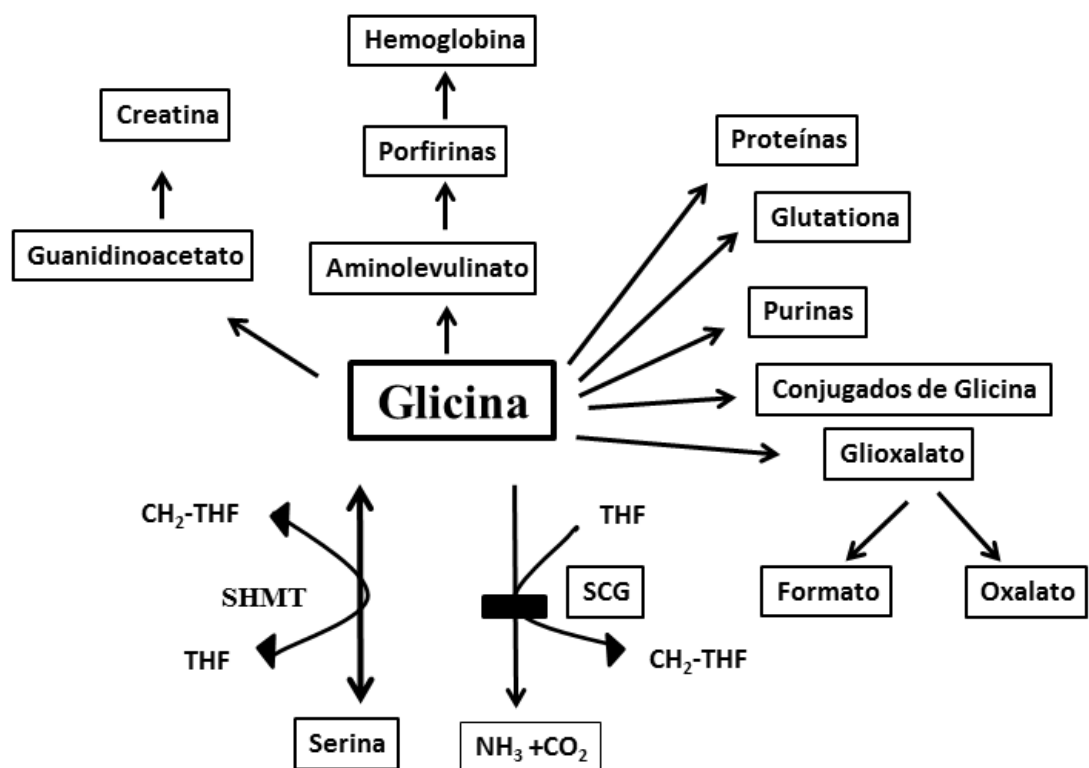 Hemoglobina
Creatina
Porfirinas
Proteínas
Glutationa
Guanidinoacetato
Aminolevulinato
Purinas
Glicina
Conjugados de Glicina
Glioxalato
CH₂-THF
THF
SHMT
SCG
Formato
Oxalato
THF
CH₂-THF
Serina
NH₃ +CO₂